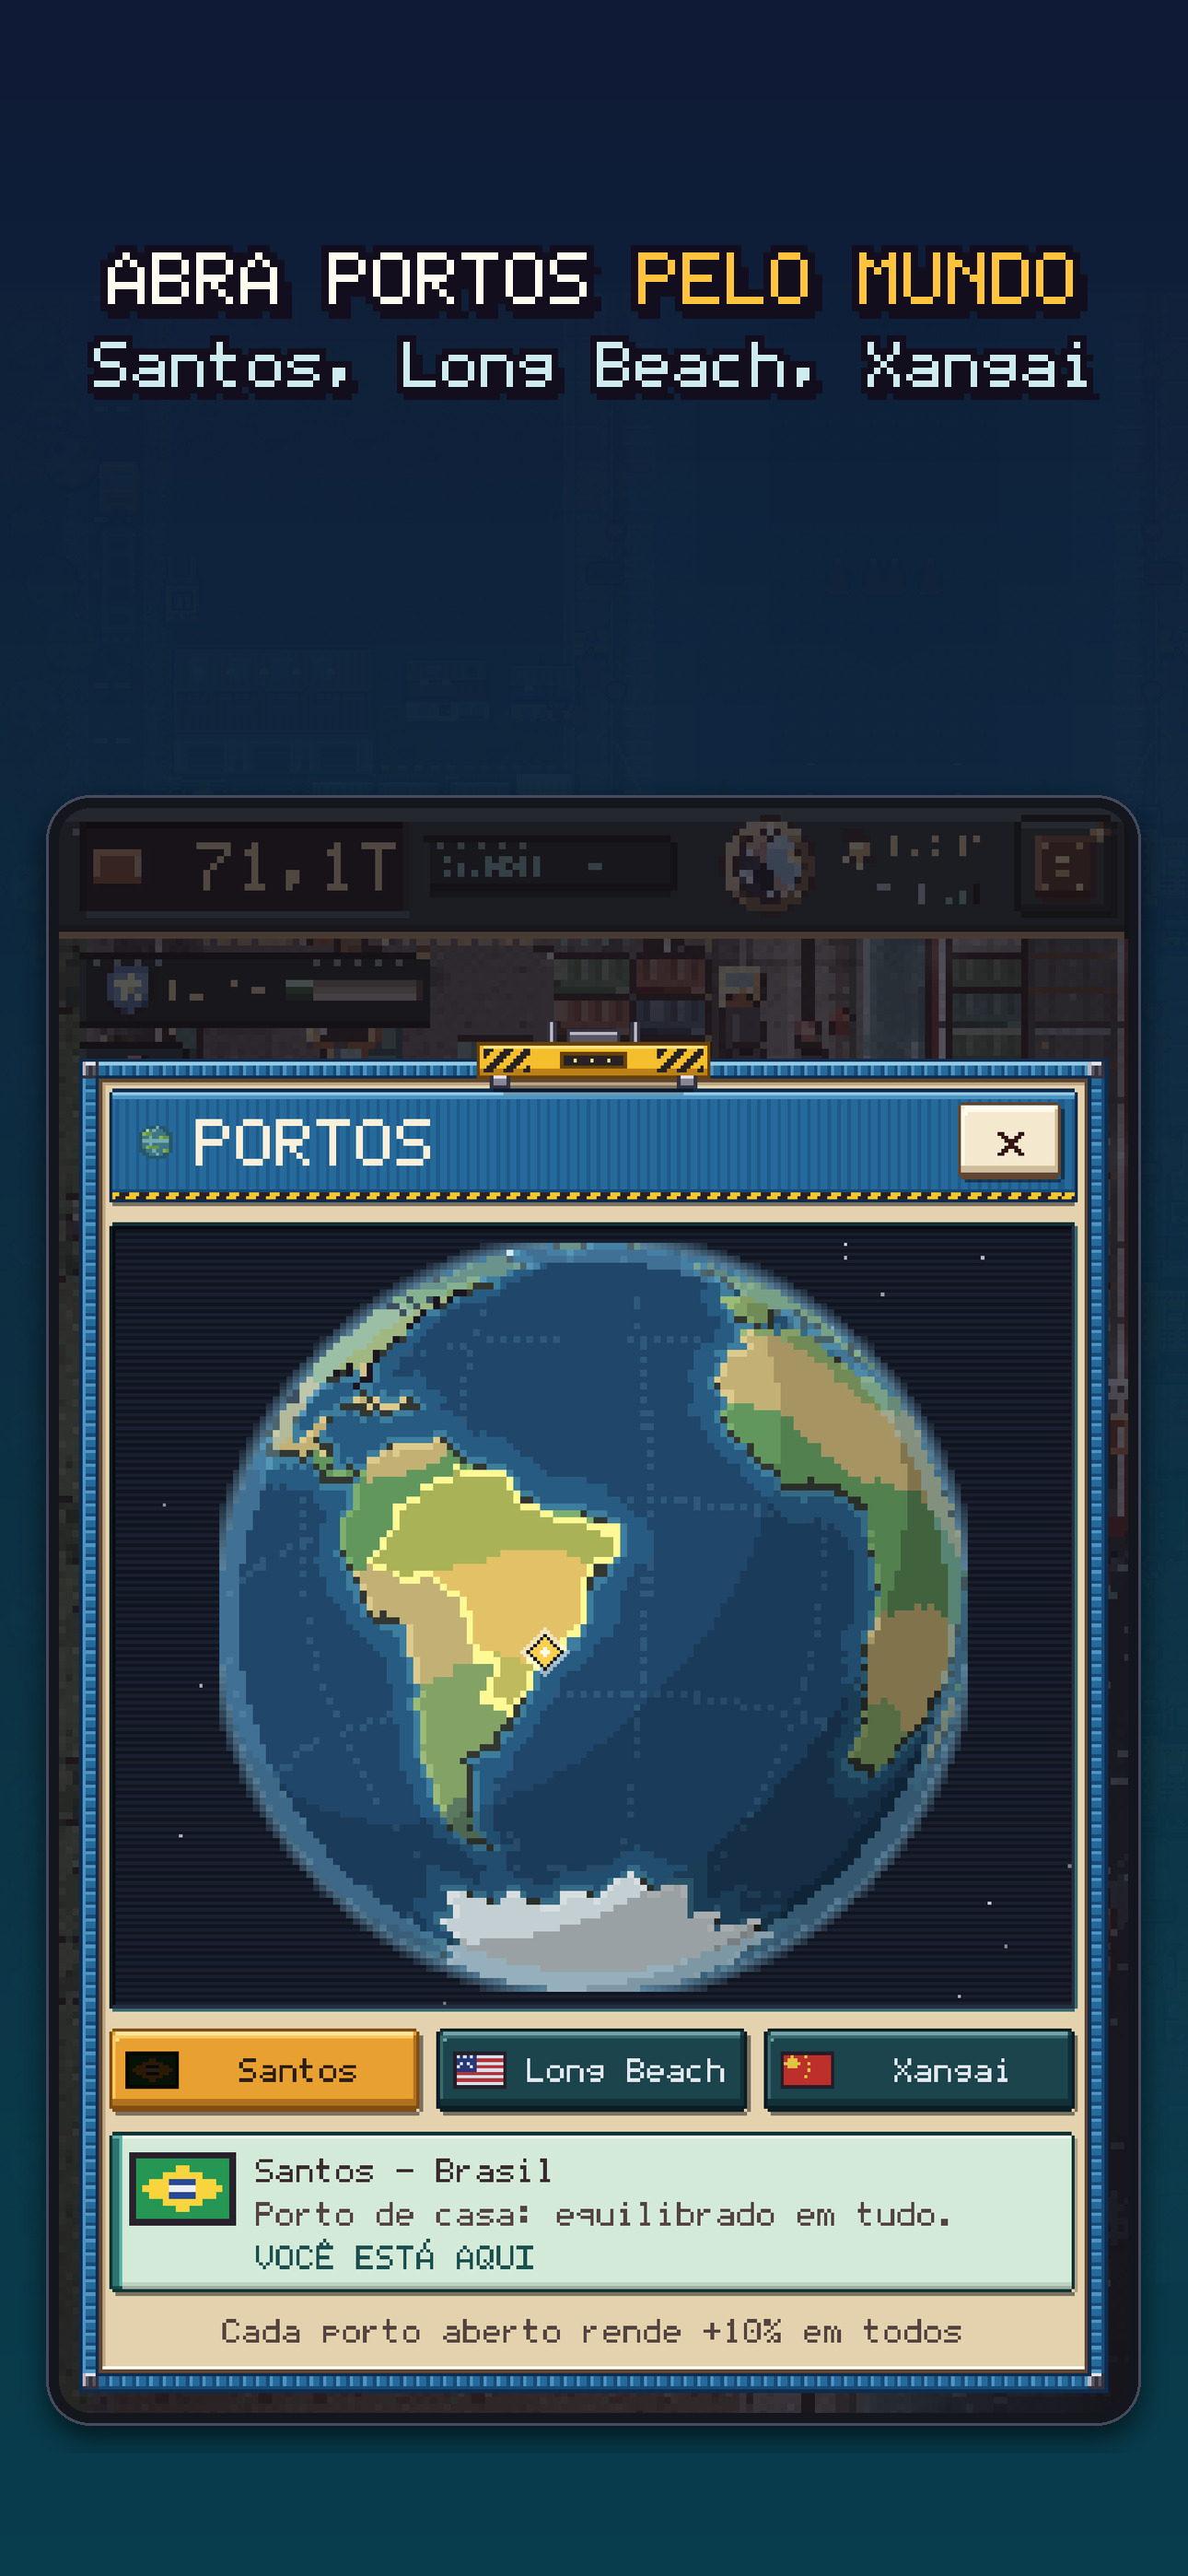 ABRA PORTOS PELO MUNDO
Santos, Long Beach, Xangai
71,1T
PORTOS
x
Santos
Long Beach
Xangai
Santos - Brasil
Porto de casa: equilibrado em tudo.
VOCÊ ESTÁ AQUI
Cada porto aberto rende +10% em todos